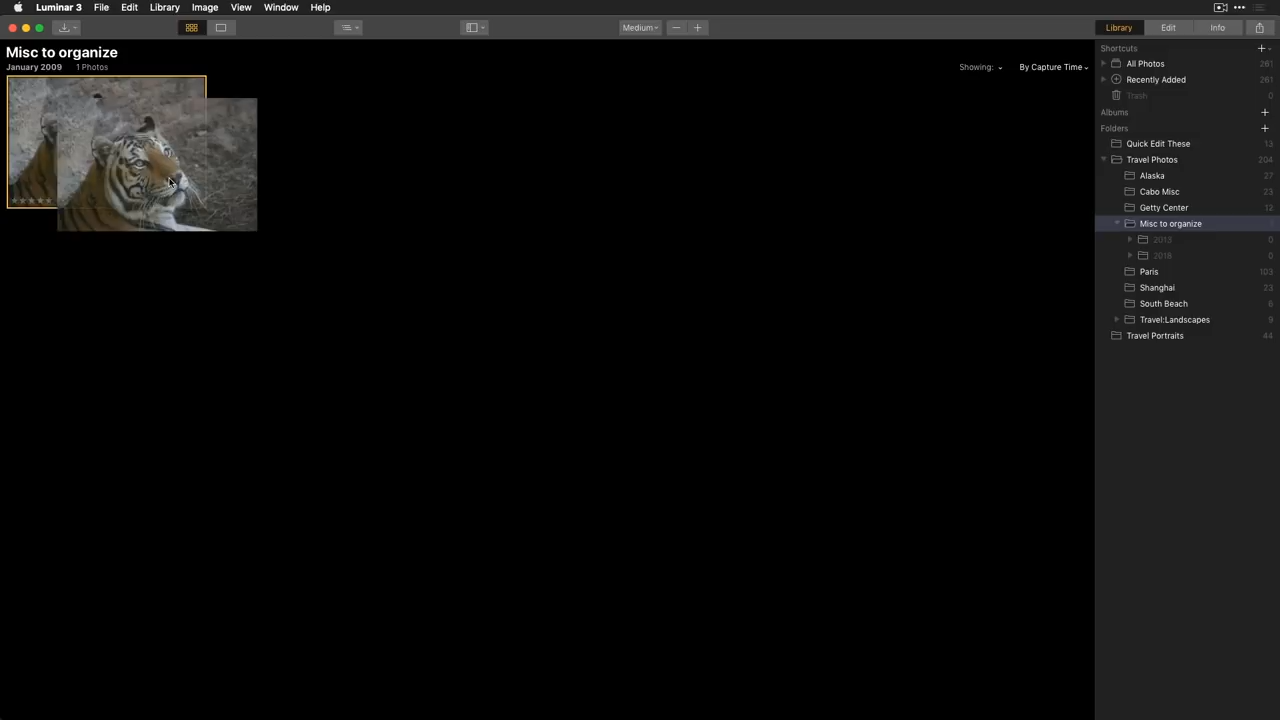 Luminar 3 File Edit Library Image View Window Help
Medium
Library Edit Info
Misc to organize
January 2009 1 Photos
Showing: By Capture Time
Shortcuts
All Photos 261
Recently Added 261
Trash 0
Albums
Folders
Quick Edit These 13
Travel Photos 204
Alaska 27
Cabo Misc 23
Getty Center 12
Misc to organize
2013 0
2018 0
Paris 103
Shanghai 23
South Beach 6
Travel:Landscapes 9
Travel Portraits 44